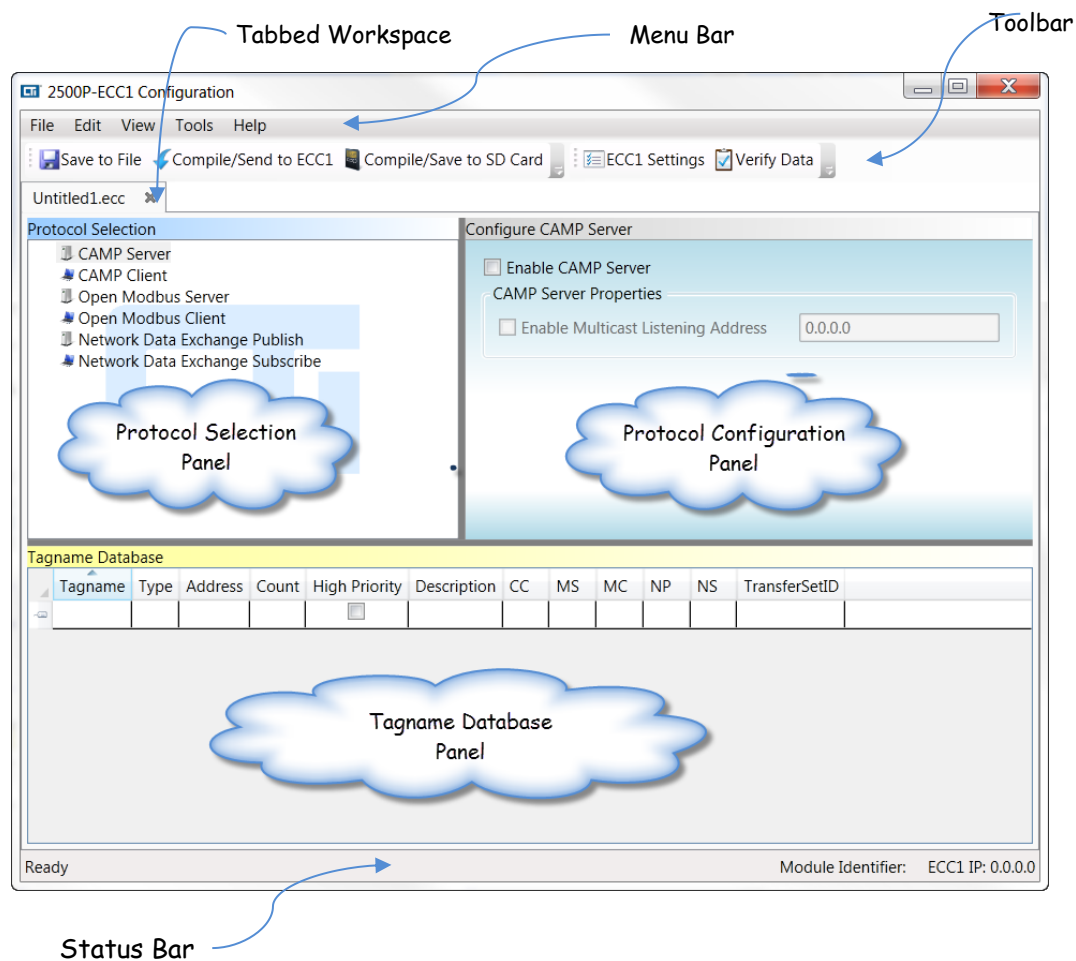 Tabbed Workspace
Menu Bar
Toolbar
CTI 2500P-ECC1 Configuration
File Edit View Tools Help
Save to File Compile/Send to ECC1 Compile/Save to SD Card ECC1 Settings Verify Data
Untitled1.ecc
Protocol Selection
CAMP Server
CAMP Client
Open Modbus Server
Open Modbus Client
Network Data Exchange Publish
Network Data Exchange Subscribe
Protocol Selection
Panel
Configure CAMP Server
Enable CAMP Server
CAMP Server Properties
Enable Multicast Listening Address 0.0.0.0
Protocol Configuration
Panel
Tagname Database
Tagname Type Address Count High Priority Description CC MS MC NP NS TransferSetID
Tagname Database
Panel
Ready Module Identifier: ECC1 IP: 0.0.0.0
Status Bar